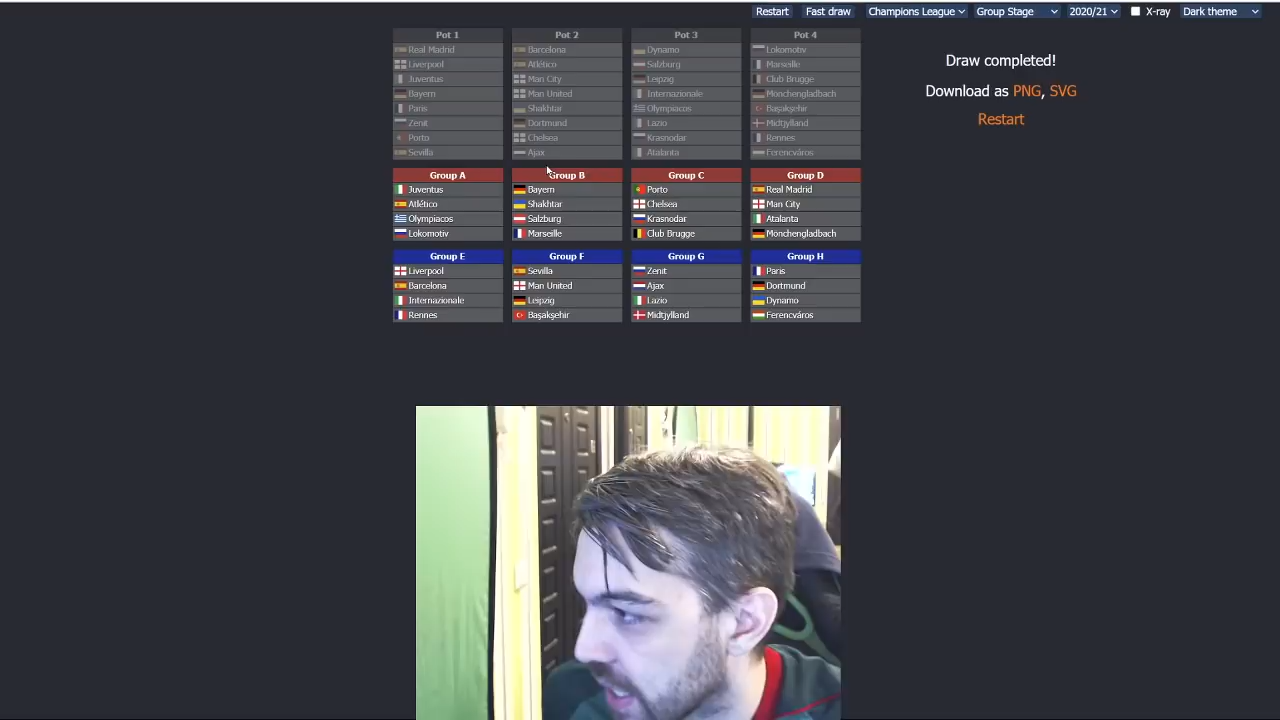 Restart Fast draw Champions League Group Stage 2020/21 X-ray Dark theme
Pot 1 Pot 2 Pot 3 Pot 4
Real Madrid Barcelona Dynamo Lokomotiv
Liverpool Atlético Salzburg Marseille
Juventus Man City Leipzig Club Brugge
Bayern Man United Internazionale Mönchengladbach
Paris Shakhtar Olympiacos Başakşehir
Zenit Dortmund Lazio Midtjylland
Porto Chelsea Krasnodar Rennes
Sevilla Ajax Atalanta Ferencváros
Group A Group B Group C Group D
Juventus Bayern Porto Real Madrid
Atlético Shakhtar Chelsea Man City
Olympiacos Salzburg Krasnodar Atalanta
Lokomotiv Marseille Club Brugge Mönchengladbach
Group E Group F Group G Group H
Liverpool Sevilla Zenit Paris
Barcelona Man United Ajax Dortmund
Internazionale Leipzig Lazio Dynamo
Rennes Başakşehir Midtjylland Ferencváros
Draw completed!
Download as PNG, SVG
Restart